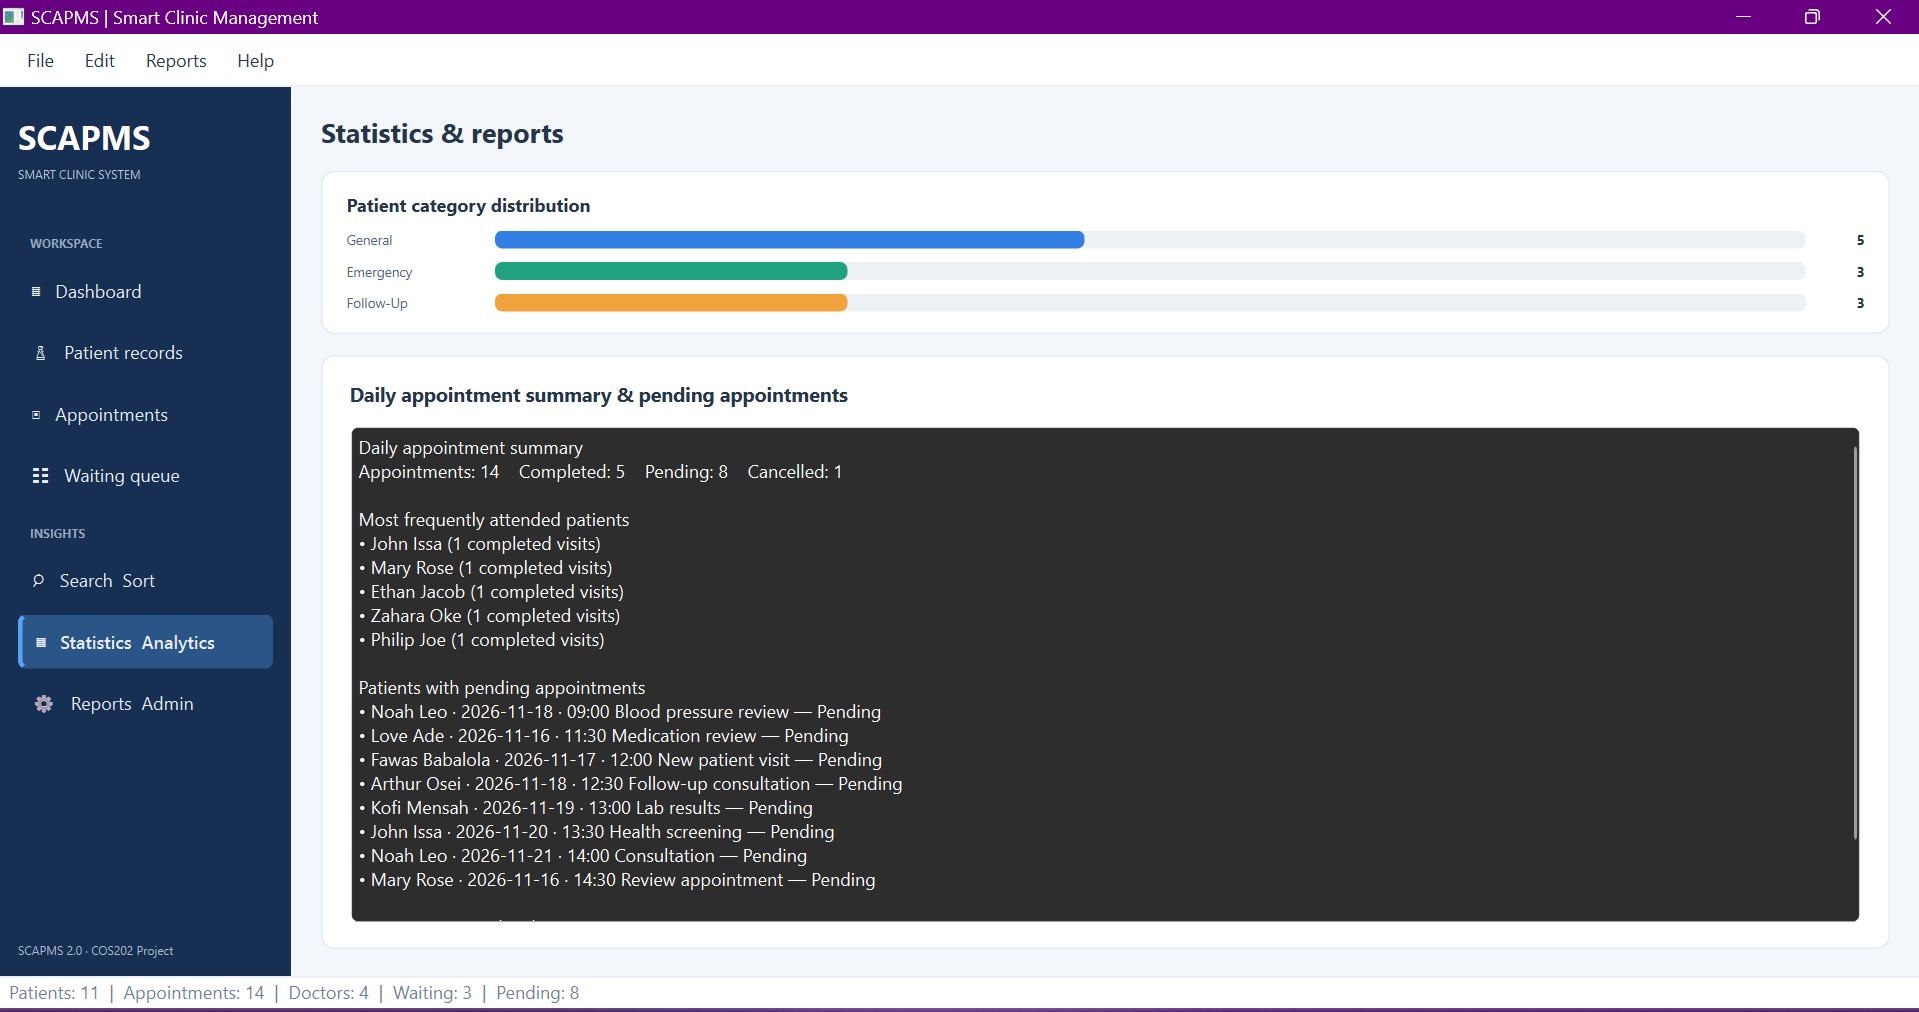 SCAPMS | Smart Clinic Management
File Edit Reports Help
SCAPMS
SMART CLINIC SYSTEM
WORKSPACE
Dashboard
Patient records
Appointments
Waiting queue
INSIGHTS
Search Sort
Statistics Analytics
Reports Admin
SCAPMS 2.0 · COS202 Project
Statistics & reports
Patient category distribution
General 5
Emergency 3
Follow-Up 3
Daily appointment summary & pending appointments
Daily appointment summary
Appointments: 14 Completed: 5 Pending: 8 Cancelled: 1
Most frequently attended patients
• John Issa (1 completed visits)
• Mary Rose (1 completed visits)
• Ethan Jacob (1 completed visits)
• Zahara Oke (1 completed visits)
• Philip Joe (1 completed visits)
Patients with pending appointments
• Noah Leo · 2026-11-18 · 09:00 Blood pressure review — Pending
• Love Ade · 2026-11-16 · 11:30 Medication review — Pending
• Fawas Babalola · 2026-11-17 · 12:00 New patient visit — Pending
• Arthur Osei · 2026-11-18 · 12:30 Follow-up consultation — Pending
• Kofi Mensah · 2026-11-19 · 13:00 Lab results — Pending
• John Issa · 2026-11-20 · 13:30 Health screening — Pending
• Noah Leo · 2026-11-21 · 14:00 Consultation — Pending
• Mary Rose · 2026-11-16 · 14:30 Review appointment — Pending
Patients: 11 | Appointments: 14 | Doctors: 4 | Waiting: 3 | Pending: 8